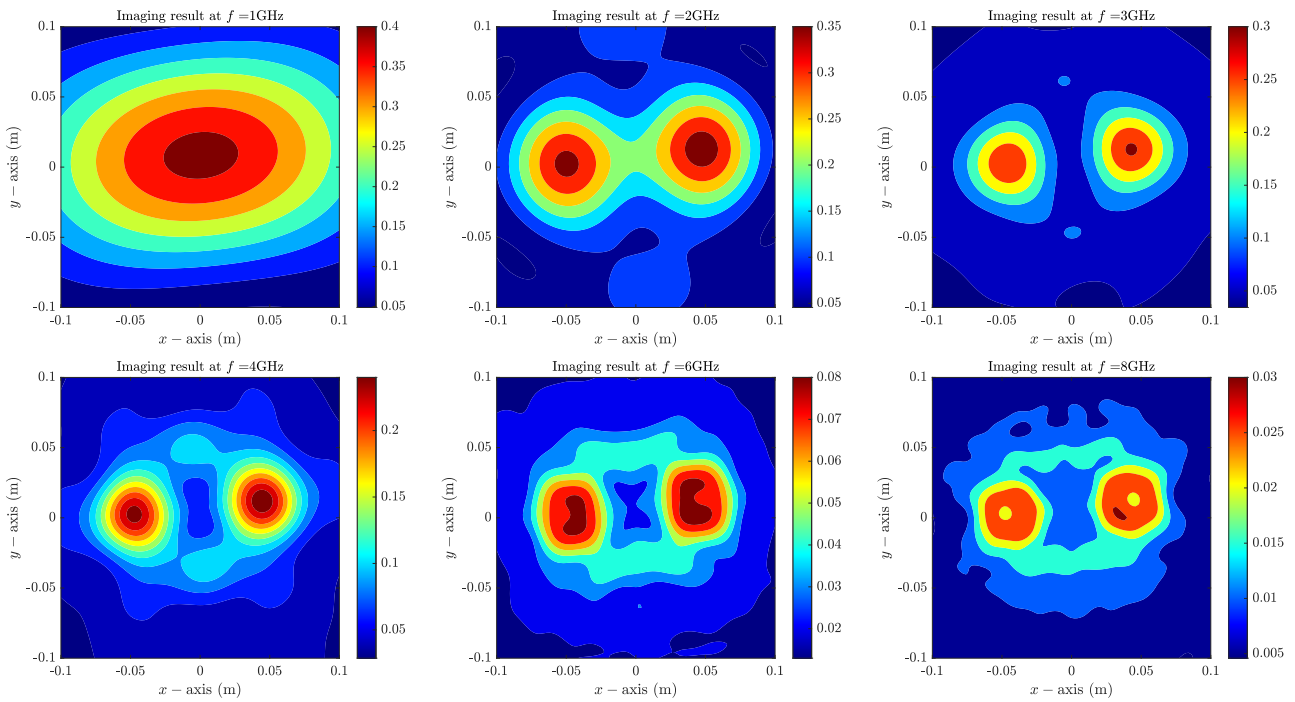 Imaging result at f =1GHz
0.1
0.05
0
-0.05
-0.1
y − axis (m)
-0.1 -0.05 0 0.05 0.1
x − axis (m)
0.4
0.35
0.3
0.25
0.2
0.15
0.1
0.05
Imaging result at f =2GHz
0.1
0.05
0
-0.05
-0.1
y − axis (m)
-0.1 -0.05 0 0.05 0.1
x − axis (m)
0.35
0.3
0.25
0.2
0.15
0.1
0.05
Imaging result at f =3GHz
0.1
0.05
0
-0.05
-0.1
y − axis (m)
-0.1 -0.05 0 0.05 0.1
x − axis (m)
0.3
0.25
0.2
0.15
0.1
0.05
Imaging result at f =4GHz
0.1
0.05
0
-0.05
-0.1
y − axis (m)
-0.1 -0.05 0 0.05 0.1
x − axis (m)
0.2
0.15
0.1
0.05
Imaging result at f =6GHz
0.1
0.05
0
-0.05
-0.1
y − axis (m)
-0.1 -0.05 0 0.05 0.1
x − axis (m)
0.08
0.07
0.06
0.05
0.04
0.03
0.02
Imaging result at f =8GHz
0.1
0.05
0
-0.05
-0.1
y − axis (m)
-0.1 -0.05 0 0.05 0.1
x − axis (m)
0.03
0.025
0.02
0.015
0.01
0.005